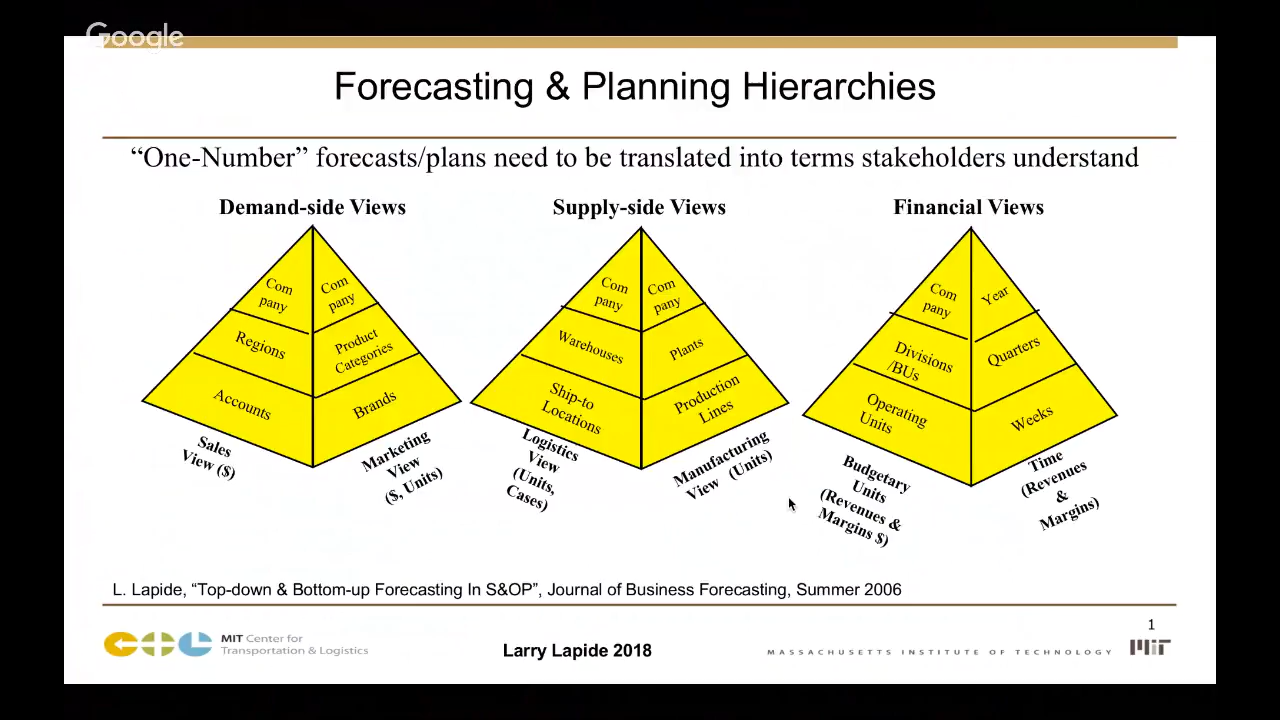 Google
Forecasting & Planning Hierarchies
“One-Number” forecasts/plans need to be translated into terms stakeholders understand
Demand-side Views
Com
pany
Com
pany
Regions
Product
Categories
Accounts
Brands
Sales
View ($)
Marketing
View
($, Units)
Supply-side Views
Com
pany
Com
pany
Warehouses
Plants
Ship-to
Locations
Production
Lines
Logistics
View
(Units,
Cases)
Manufacturing
View (Units)
Financial Views
Com
pany
Year
Divisions
/BUs
Quarters
Operating
Units
Weeks
Budgetary
Units
(Revenues &
Margins $)
Time
(Revenues
&
Margins)
L. Lapide, “Top-down & Bottom-up Forecasting In S&OP”, Journal of Business Forecasting, Summer 2006
1
MIT Center for
Transportation & Logistics
Larry Lapide 2018
MASSACHUSETTS INSTITUTE OF TECHNOLOGY
MIT